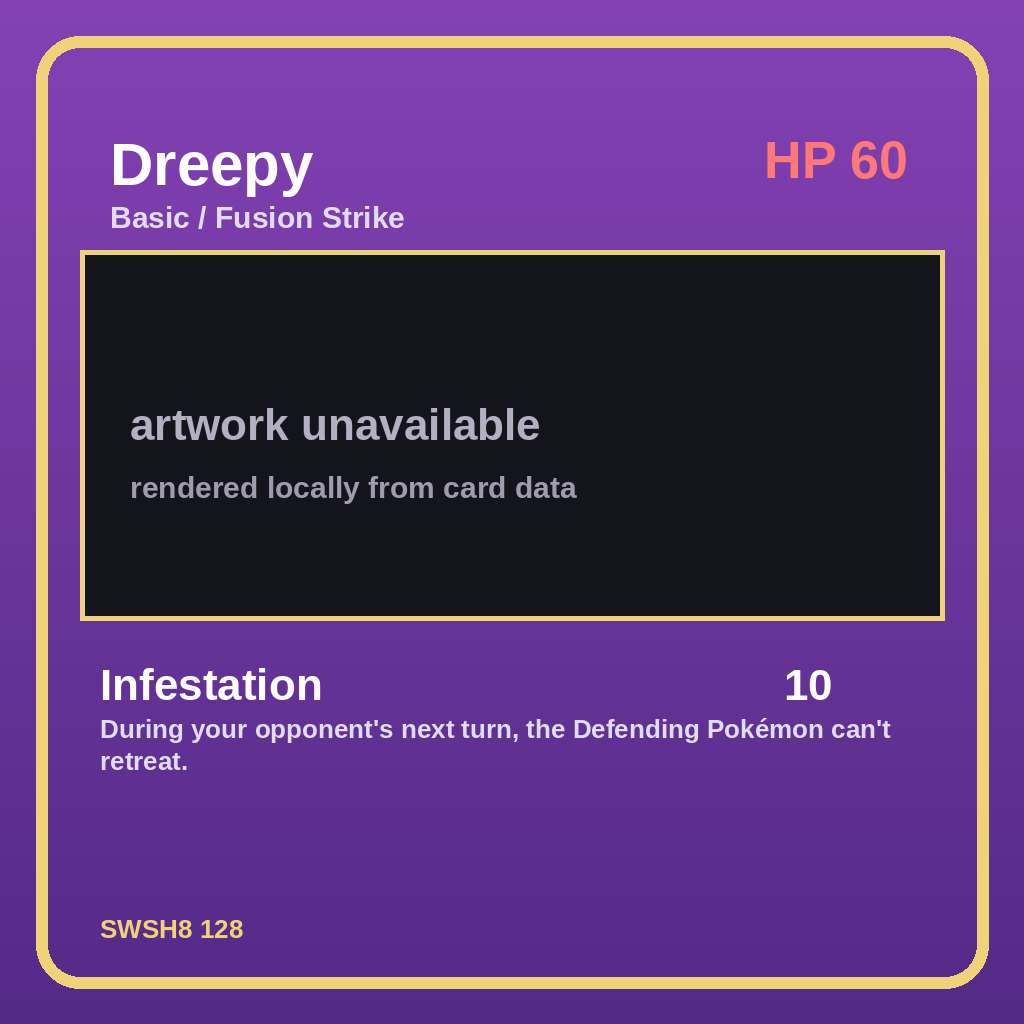 Dreepy
HP 60
Basic / Fusion Strike
artwork unavailable
rendered locally from card data
Infestation
10
During your opponent's next turn, the Defending Pokémon can't
retreat.
SWSH8 128